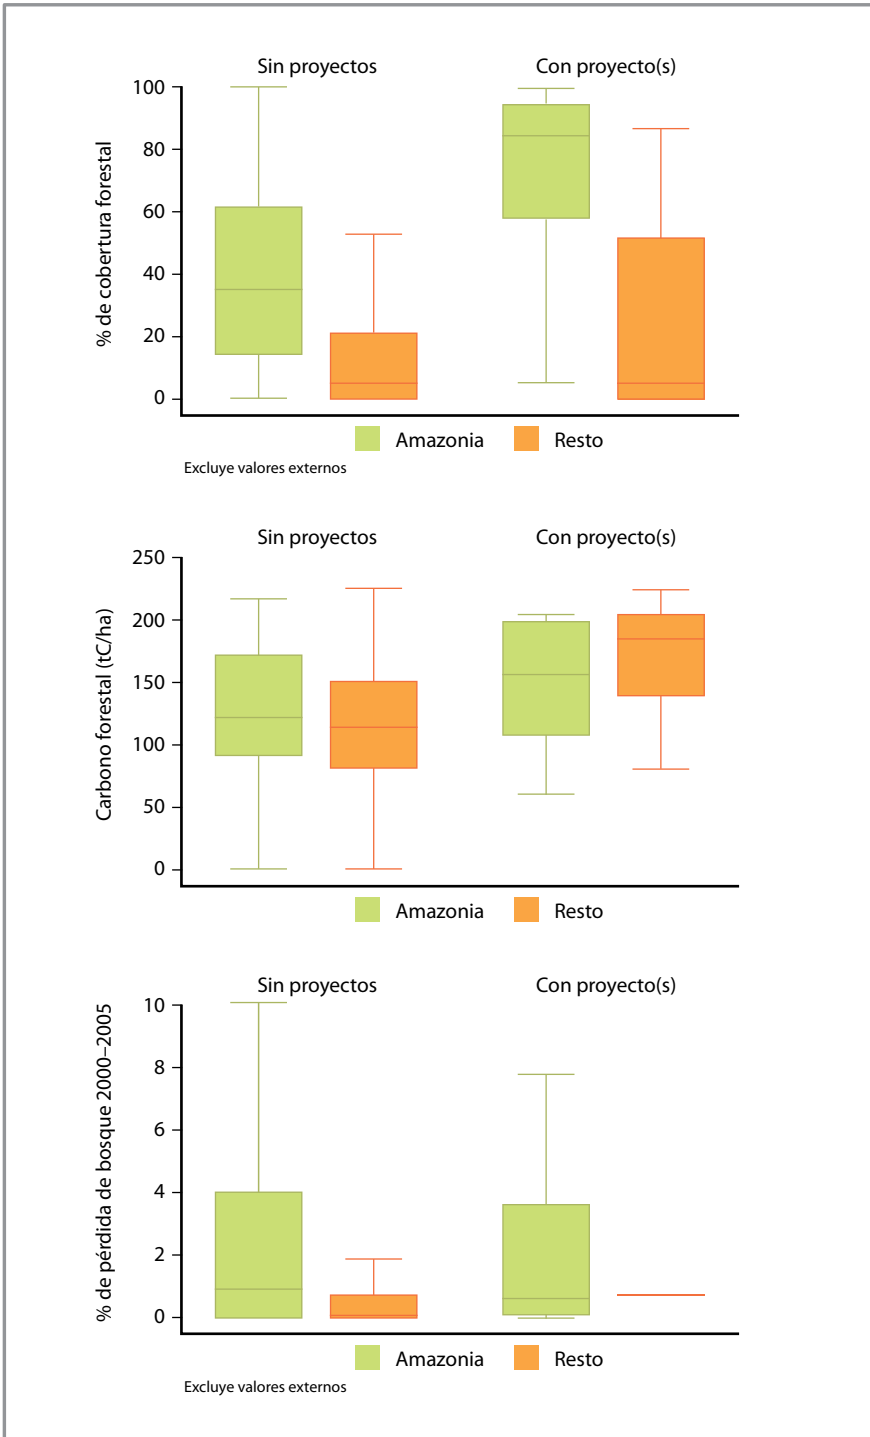 Sin proyectos
Con proyecto(s)
% de cobertura forestal
100
80
60
40
20
0
Amazonia
Resto
Excluye valores externos
Sin proyectos
Con proyecto(s)
Carbono forestal (tC/ha)
250
200
150
100
50
0
Amazonia
Resto
Sin proyectos
Con proyecto(s)
% de pérdida de bosque 2000–2005
10
8
6
4
2
0
Amazonia
Resto
Excluye valores externos